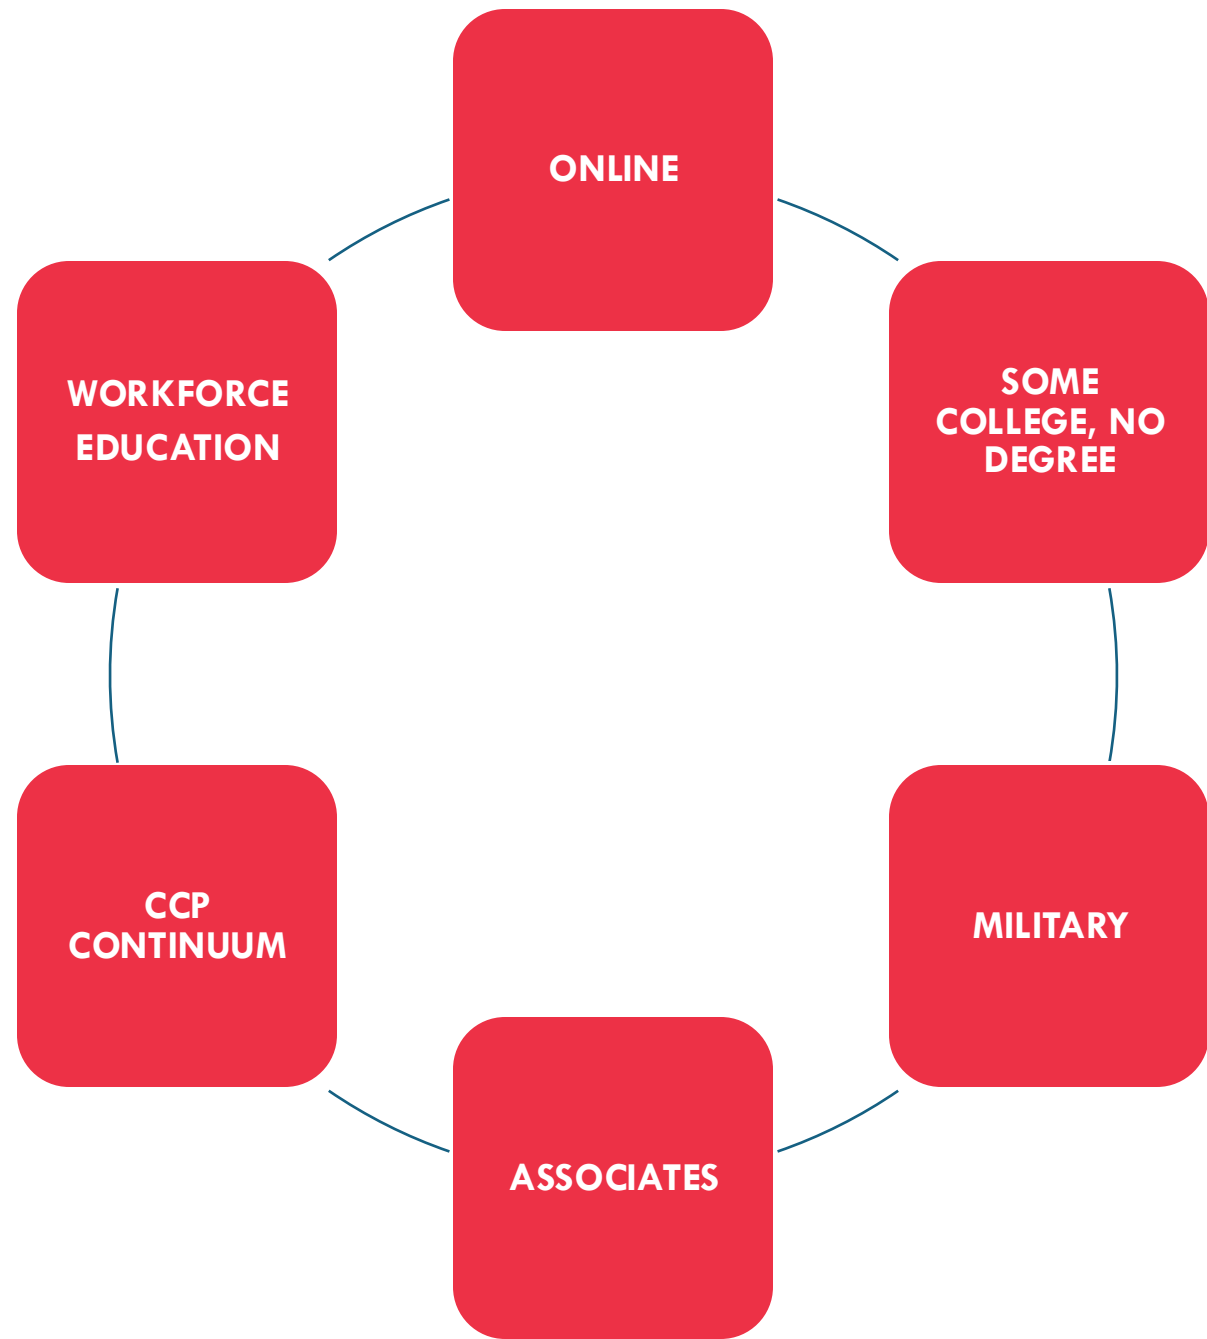 ONLINE
SOME
COLLEGE, NO
DEGREE
MILITARY
ASSOCIATES
CCP
CONTINUUM
WORKFORCE
EDUCATION